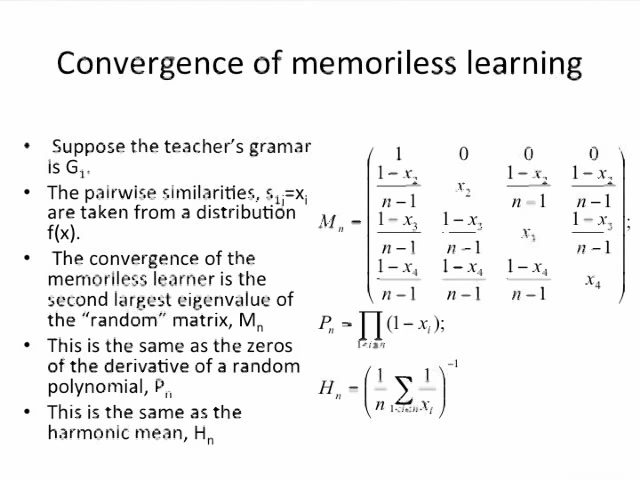 Convergence of memoriless learning
• Suppose the teacher's gramar
is G₁.
• The pairwise similarities, s₁ⱼ=xᵢ
are taken from a distribution
f(x).
• The convergence of the
memoriless learner is the
second largest eigenvalue of
the “random” matrix, Mₙ
• This is the same as the zeros
of the derivative of a random
polynomial, Pₙ
• This is the same as the
harmonic mean, Hₙ
Mₙ = ( 1 0 0 0
(1 − x₂)/(n − 1) x₂ (1 − x₂)/(n − 1) (1 − x₂)/(n − 1)
(1 − x₃)/(n − 1) (1 − x₃)/(n − 1) x₃ (1 − x₃)/(n − 1)
(1 − x₄)/(n − 1) (1 − x₄)/(n − 1) (1 − x₄)/(n − 1) x₄ ) ;
Pₙ = ∏ 1<i≤n (1 − xᵢ);
Hₙ = ( 1/n ∑ 1<i≤n 1/xᵢ )⁻¹